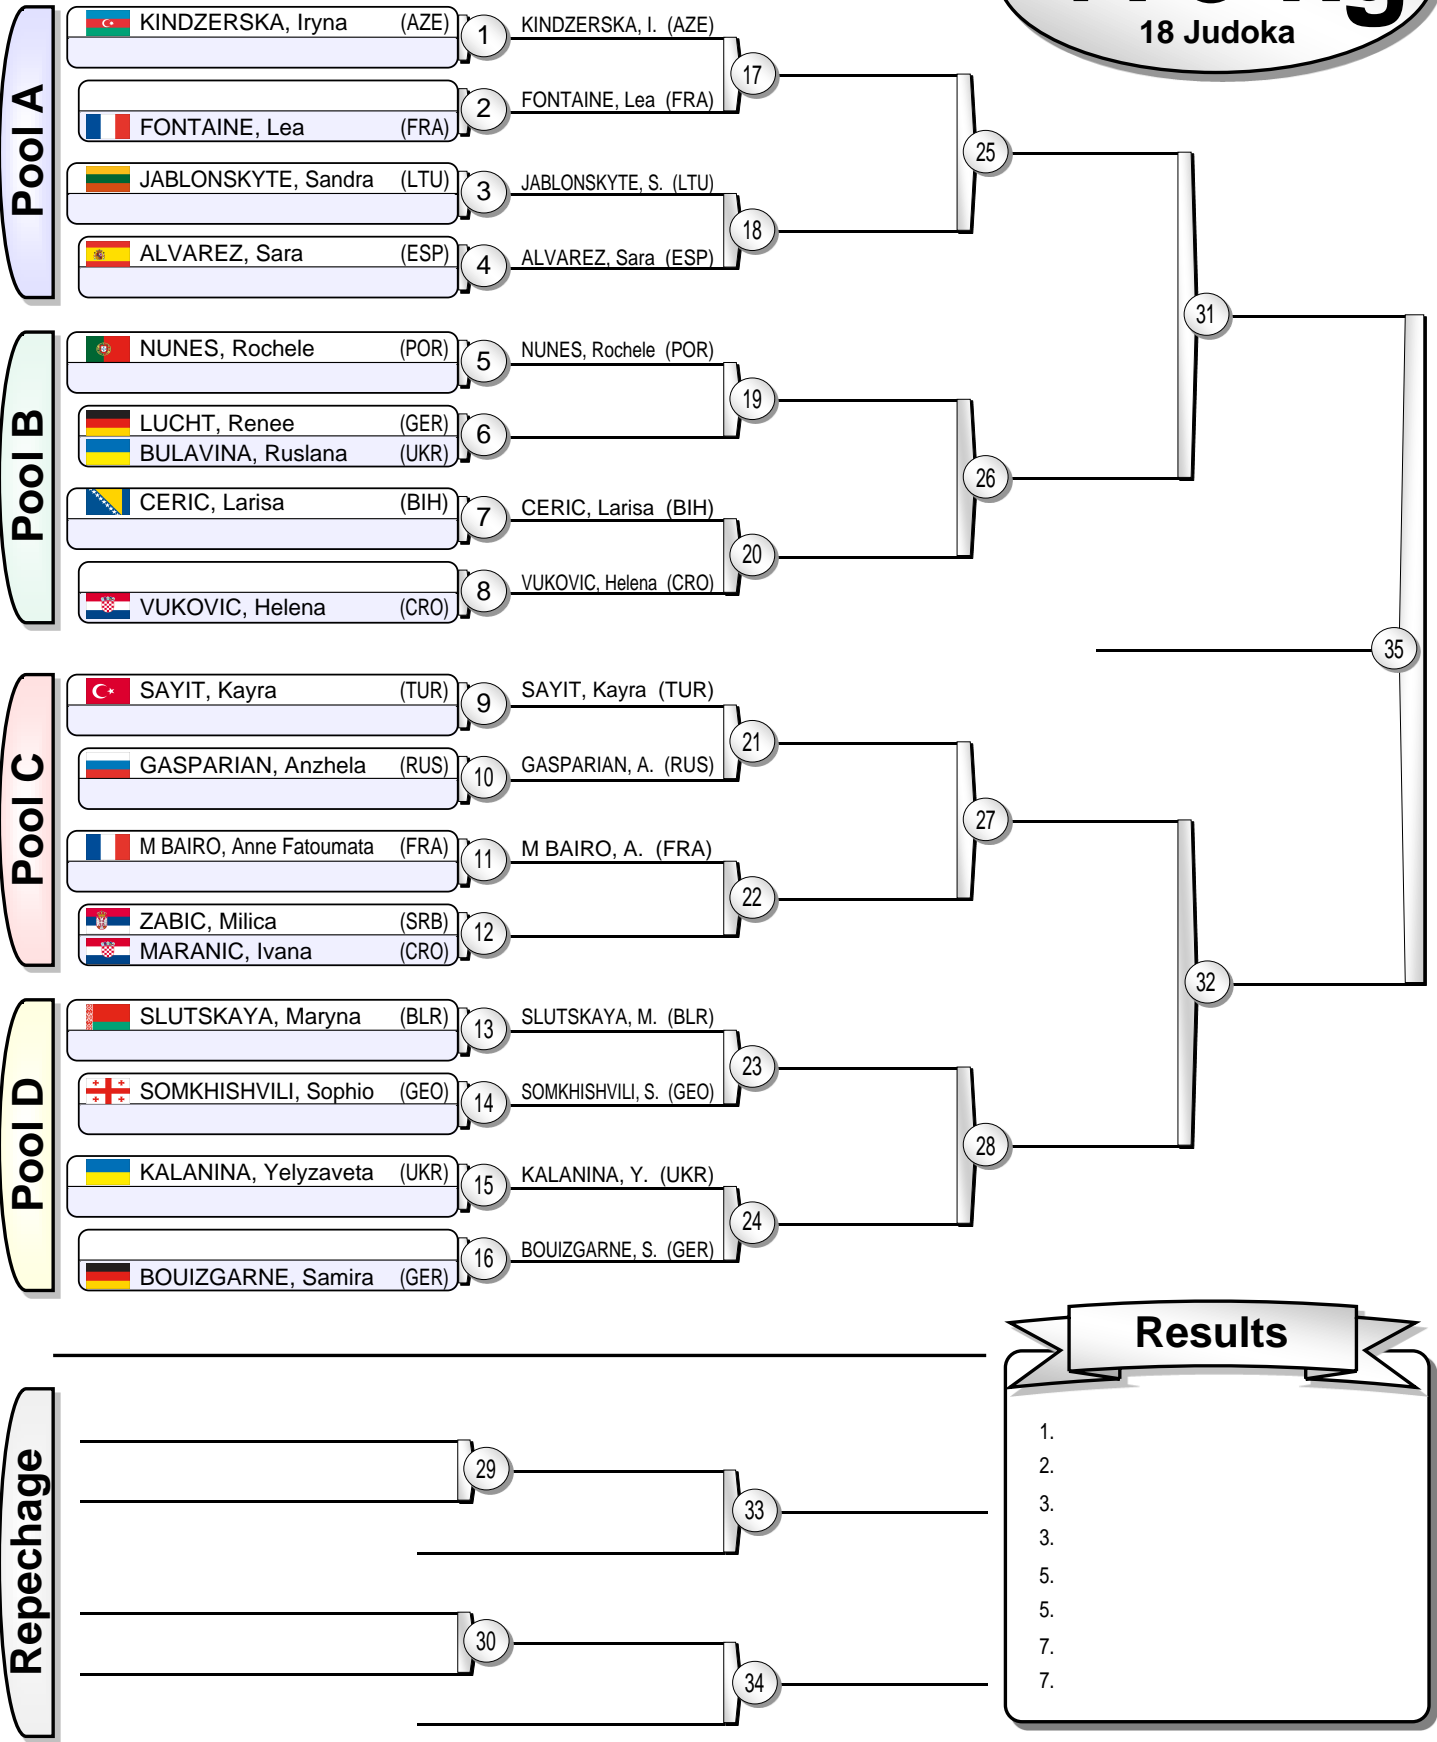 18 Judoka
Pool A
KINDZERSKA, Iryna (AZE) 1 KINDZERSKA, I. (AZE)
17
2 FONTAINE, Lea (FRA)
FONTAINE, Lea (FRA)
25
JABLONSKYTE, Sandra (LTU) 3 JABLONSKYTE, S. (LTU)
18
ALVAREZ, Sara (ESP) 4 ALVAREZ, Sara (ESP)
31
Pool B
NUNES, Rochele (POR) 5 NUNES, Rochele (POR)
19
LUCHT, Renee (GER)
6
BULAVINA, Ruslana (UKR)
26
CERIC, Larisa (BIH) 7 CERIC, Larisa (BIH)
20
8 VUKOVIC, Helena (CRO)
VUKOVIC, Helena (CRO)
35
Pool C
SAYIT, Kayra (TUR) 9 SAYIT, Kayra (TUR)
21
GASPARIAN, Anzhela (RUS) 10 GASPARIAN, A. (RUS)
27
M BAIRO, Anne Fatoumata (FRA) 11 M BAIRO, A. (FRA)
22
ZABIC, Milica (SRB)
12
MARANIC, Ivana (CRO)
32
Pool D
SLUTSKAYA, Maryna (BLR) 13 SLUTSKAYA, M. (BLR)
23
SOMKHISHVILI, Sophio (GEO) 14 SOMKHISHVILI, S. (GEO)
28
KALANINA, Yelyzaveta (UKR) 15 KALANINA, Y. (UKR)
24
16 BOUIZGARNE, S. (GER)
BOUIZGARNE, Samira (GER)
Repechage
29
33
30
34
Results
1.
2.
3.
3.
5.
5.
7.
7.